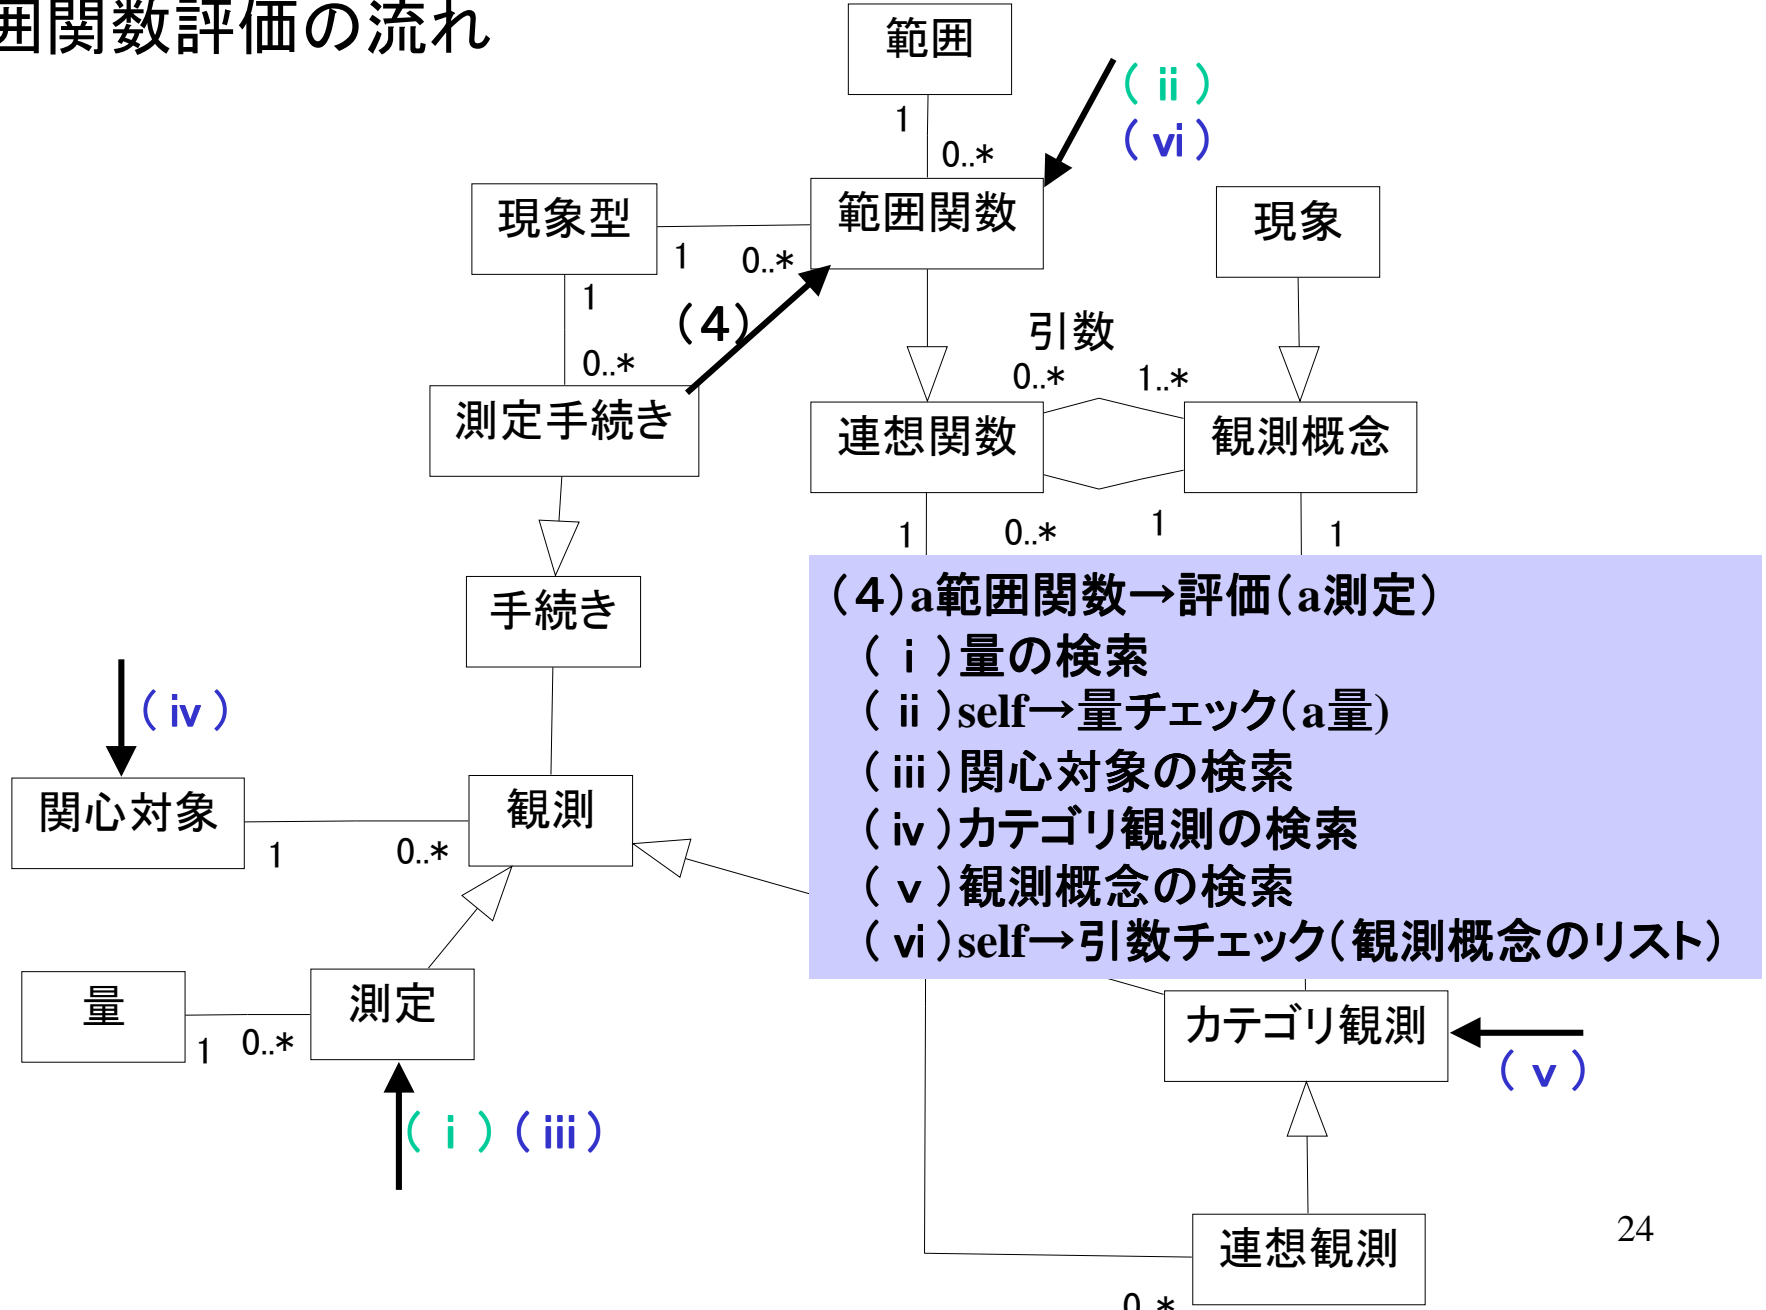 囲関数評価の流れ
範囲
1
0..*
( ii )
( vi )
現象型
1
0..*
範囲関数
現象
1
0..*
(4)
引数
0..*
1..*
測定手続き
連想関数
観測概念
1
0..*
1
1
手続き
(4)a範囲関数→評価(a測定)
( i )量の検索
( ii )self→量チェック(a量)
( iii )関心対象の検索
( iv )カテゴリ観測の検索
( v )観測概念の検索
( vi )self→引数チェック(観測概念のリスト)
( iv )
関心対象
1
0..*
観測
量
1
0..*
測定
カテゴリ観測
( v )
( i ) ( iii )
連想観測
0..*
24